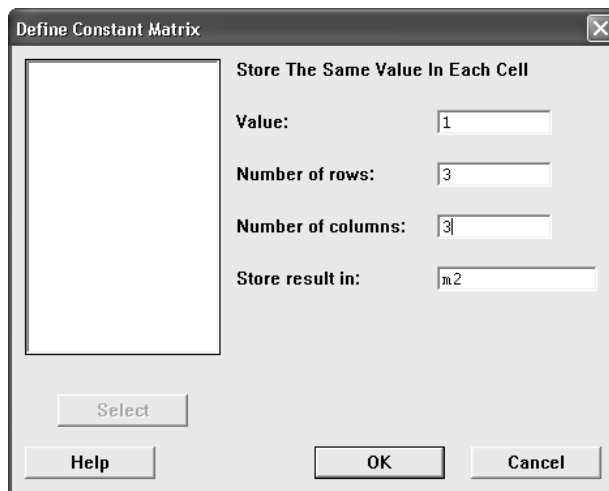 Define Constant Matrix
Store The Same Value In Each Cell
Value: 1
Number of rows: 3
Number of columns: 3
Store result in: m2
Select
Help OK Cancel